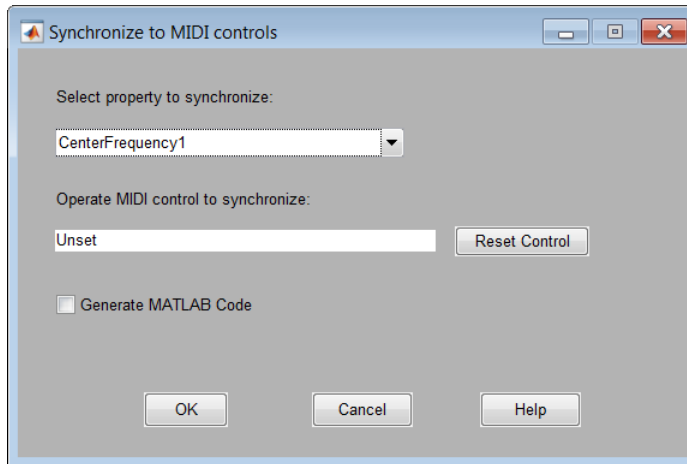 Synchronize to MIDI controls
Select property to synchronize:
CenterFrequency1
Operate MIDI control to synchronize:
Unset
Reset Control
Generate MATLAB Code
OK
Cancel
Help